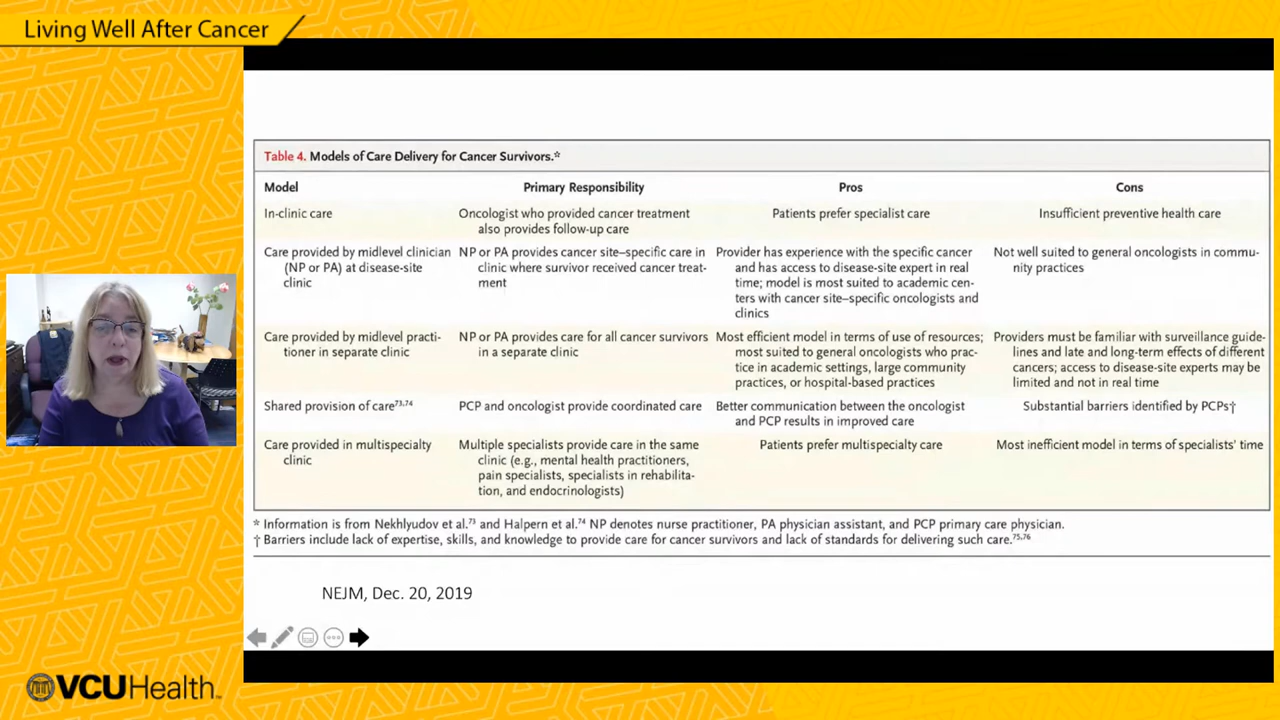 Living Well After Cancer
Table 4. Models of Care Delivery for Cancer Survivors.*
Model Primary Responsibility Pros Cons
In-clinic care
Oncologist who provided cancer treatment
also provides follow-up care
Patients prefer specialist care
Insufficient preventive health care
Care provided by midlevel clinician
(NP or PA) at disease-site
clinic
NP or PA provides cancer site–specific care in
clinic where survivor received cancer treat-
ment
Provider has experience with the specific cancer
and has access to disease-site expert in real
time; model is most suited to academic cen-
ters with cancer site–specific oncologists and
clinics
Not well suited to general oncologists in commu-
nity practices
Care provided by midlevel practi-
tioner in separate clinic
NP or PA provides care for all cancer survivors
in a separate clinic
Most efficient model in terms of use of resources;
most suited to general oncologists who prac-
tice in academic settings, large community
practices, or hospital-based practices
Providers must be familiar with surveillance guide-
lines and late and long-term effects of different
cancers; access to disease-site experts may be
limited and not in real time
Shared provision of care73,74
PCP and oncologist provide coordinated care
Better communication between the oncologist
and PCP results in improved care
Substantial barriers identified by PCPs†
Care provided in multispecialty
clinic
Multiple specialists provide care in the same
clinic (e.g., mental health practitioners,
pain specialists, specialists in rehabilita-
tion, and endocrinologists)
Patients prefer multispecialty care
Most inefficient model in terms of specialists' time
* Information is from Nekhlyudov et al.73 and Halpern et al.74 NP denotes nurse practitioner, PA physician assistant, and PCP primary care physician.
† Barriers include lack of expertise, skills, and knowledge to provide care for cancer survivors and lack of standards for delivering such care.75,76
NEJM, Dec. 20, 2019
VCUHealth